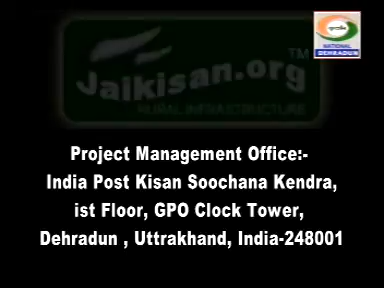 NATIONAL
DEHRADUN
Jaikisan.org
TM
RURAL INFRASTRUCTURE
Project Management Office:-
India Post Kisan Soochana Kendra,
ist Floor, GPO Clock Tower,
Dehradun , Uttrakhand, India-248001